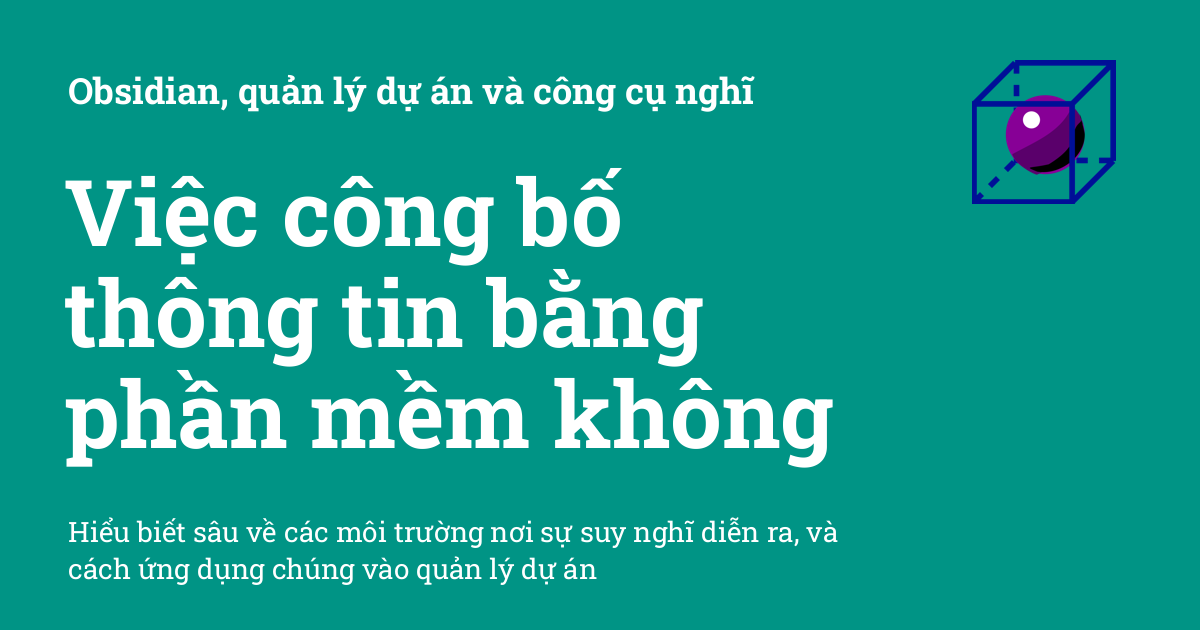 Obsidian, quản lý dự án và công cụ nghĩ
Việc công bố
thông tin bằng
phần mềm không
Hiểu biết sâu về các môi trường nơi sự suy nghĩ diễn ra, và
cách ứng dụng chúng vào quản lý dự án